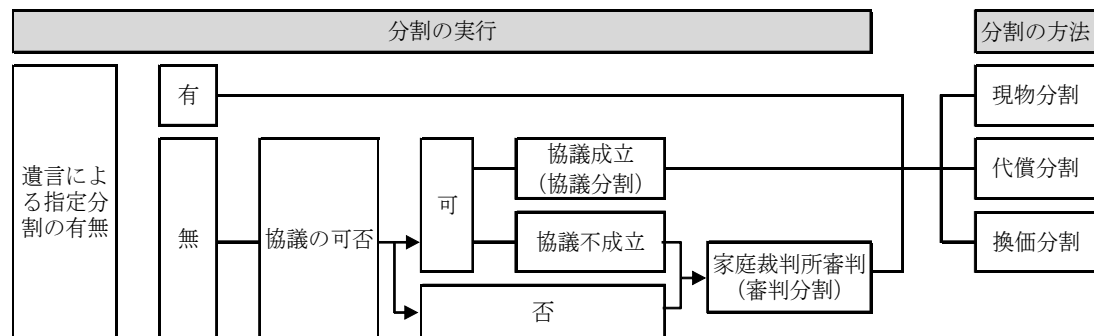 分割の実行
分割の方法
遺言によ
る指定分
割の有無
有
無
協議の可否
可
否
協議成立
（協議分割）
協議不成立
家庭裁判所審判
（審判分割）
現物分割
代償分割
換価分割